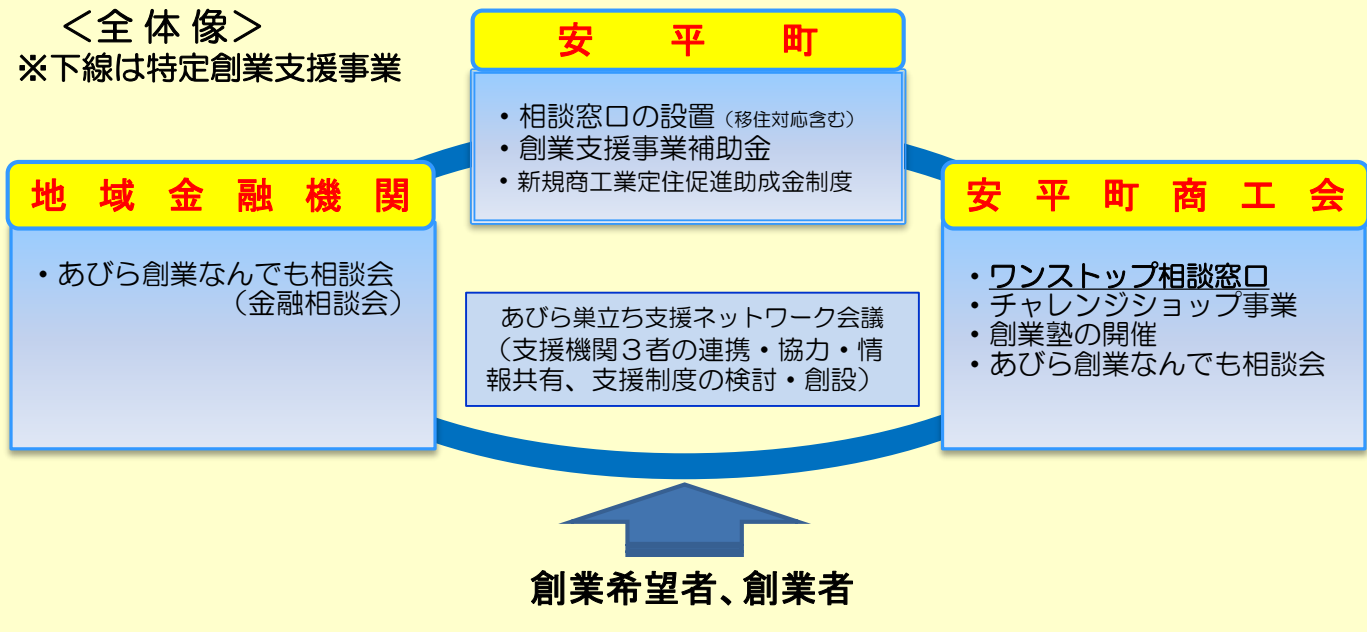 ＜全体像＞
※下線は特定創業支援事業
安平町
・相談窓口の設置（移住対応含む）
・創業支援事業補助金
・新規商工業定住促進助成金制度
地域金融機関
・あびら創業なんでも相談会
（金融相談会）
安平町商工会
・ワンストップ相談窓口
・チャレンジショップ事業
・創業塾の開催
・あびら創業なんでも相談会
あびら巣立ち支援ネットワーク会議
（支援機関３者の連携・協力・情
報共有、支援制度の検討・創設）
創業希望者、創業者